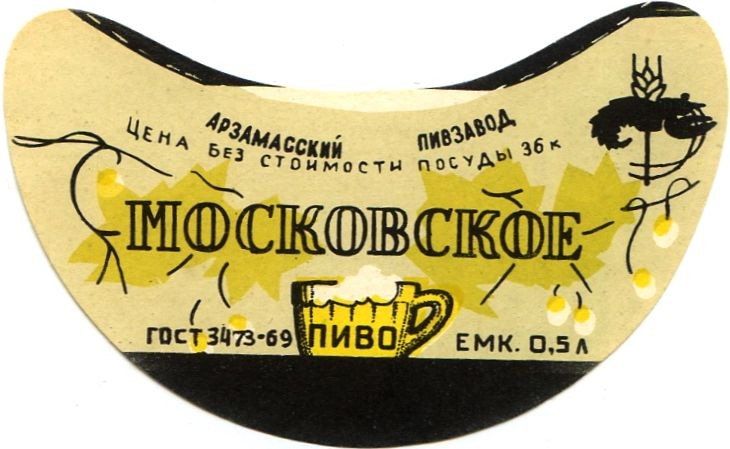 АРЗАМАССКИЙ ПИВЗАВОД
ЦЕНА БЕЗ СТОИМОСТИ ПОСУДЫ 36 к
МОСКОВСКОЕ
ГОСТ 3473-69 ПИВО ЕМК. 0,5 Л